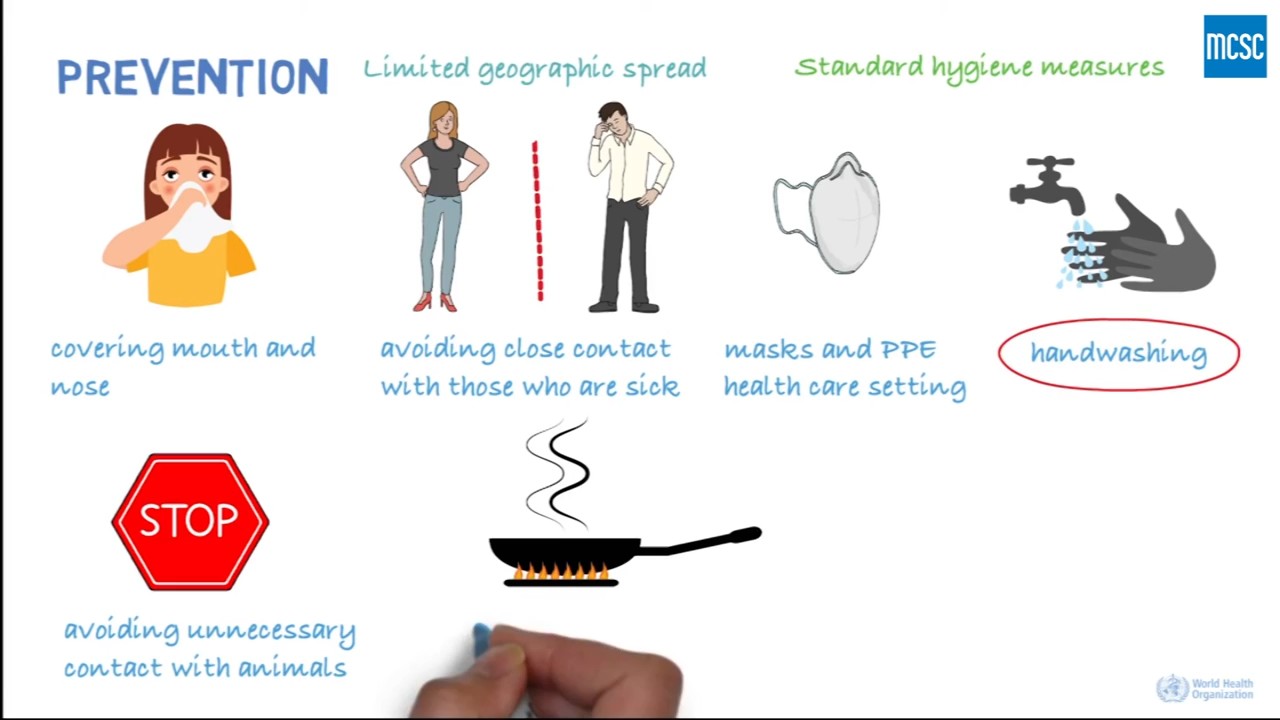 MCSC
PREVENTION
Limited geographic spread
Standard hygiene measures
covering mouth and
nose
avoiding close contact
with those who are sick
masks and PPE
health care setting
handwashing
STOP
avoiding unnecessary
contact with animals
World Health
Organization